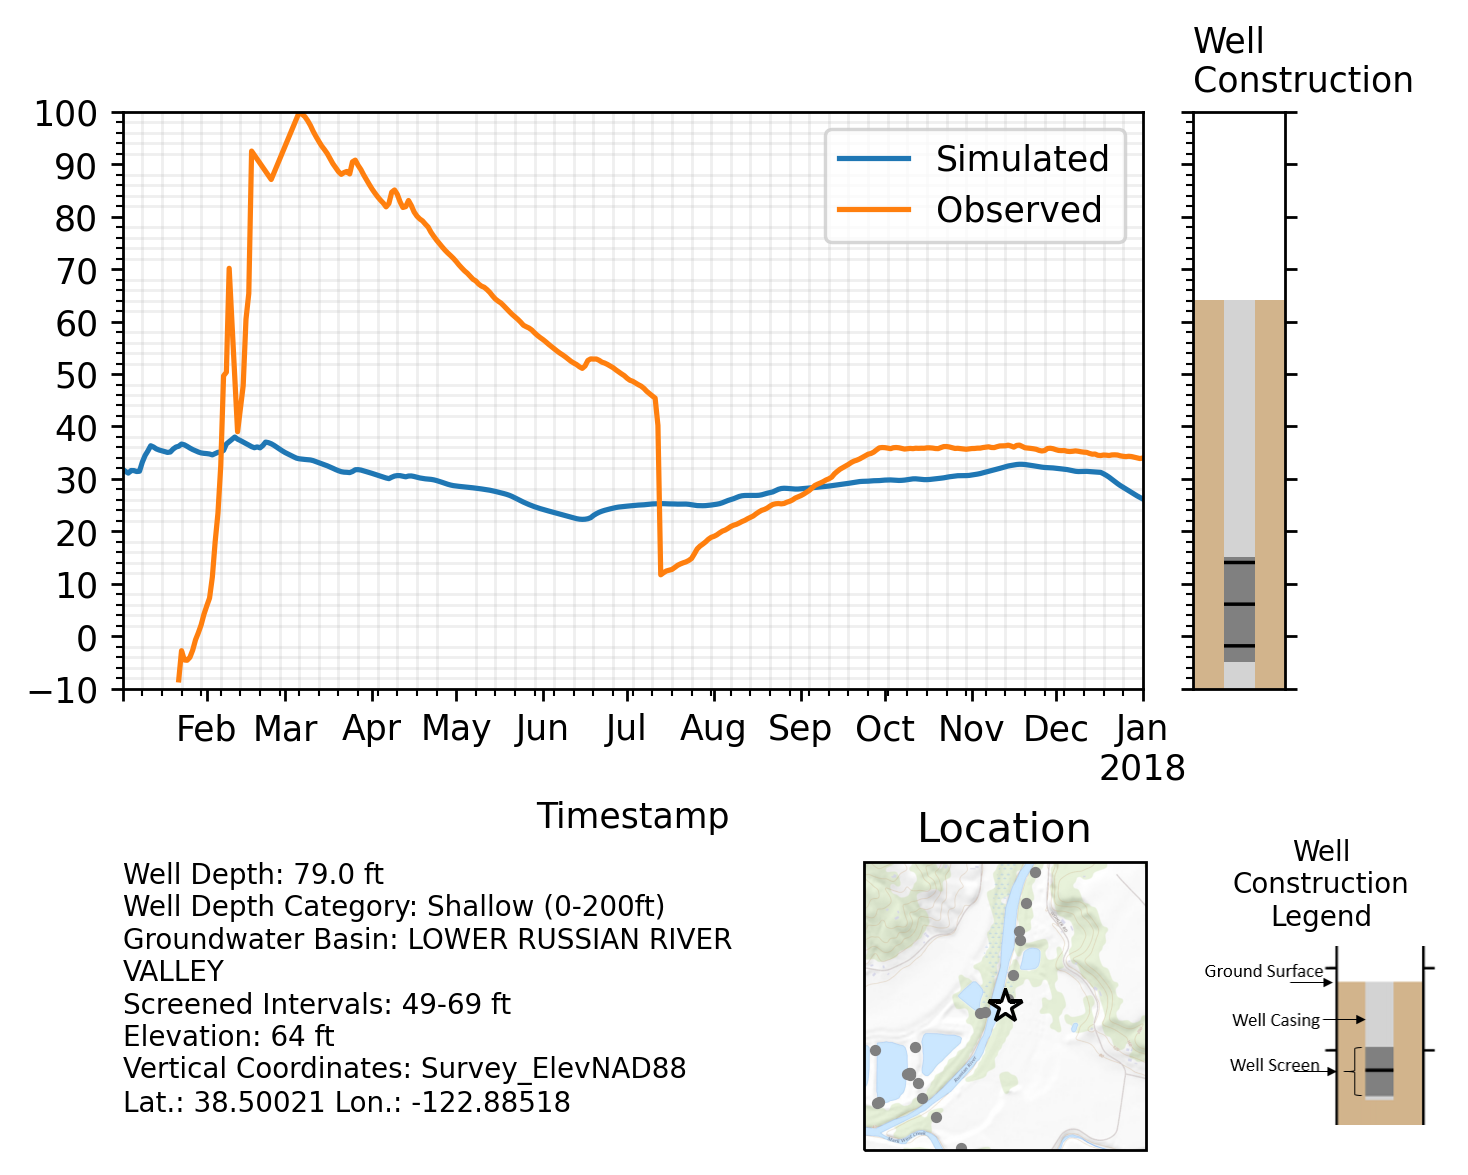 Well
Construction
100
90
80
70
60
50
40
30
20
10
0
−10
Simulated
Observed
Feb Mar Apr May Jun Jul Aug Sep Oct Nov Dec Jan
2018
Timestamp
Well Depth: 79.0 ft
Well Depth Category: Shallow (0-200ft)
Groundwater Basin: LOWER RUSSIAN RIVER
VALLEY
Screened Intervals: 49-69 ft
Elevation: 64 ft
Vertical Coordinates: Survey_ElevNAD88
Lat.: 38.50021 Lon.: -122.88518
Location
Well
Construction
Legend
Ground Surface
Well Casing
Well Screen